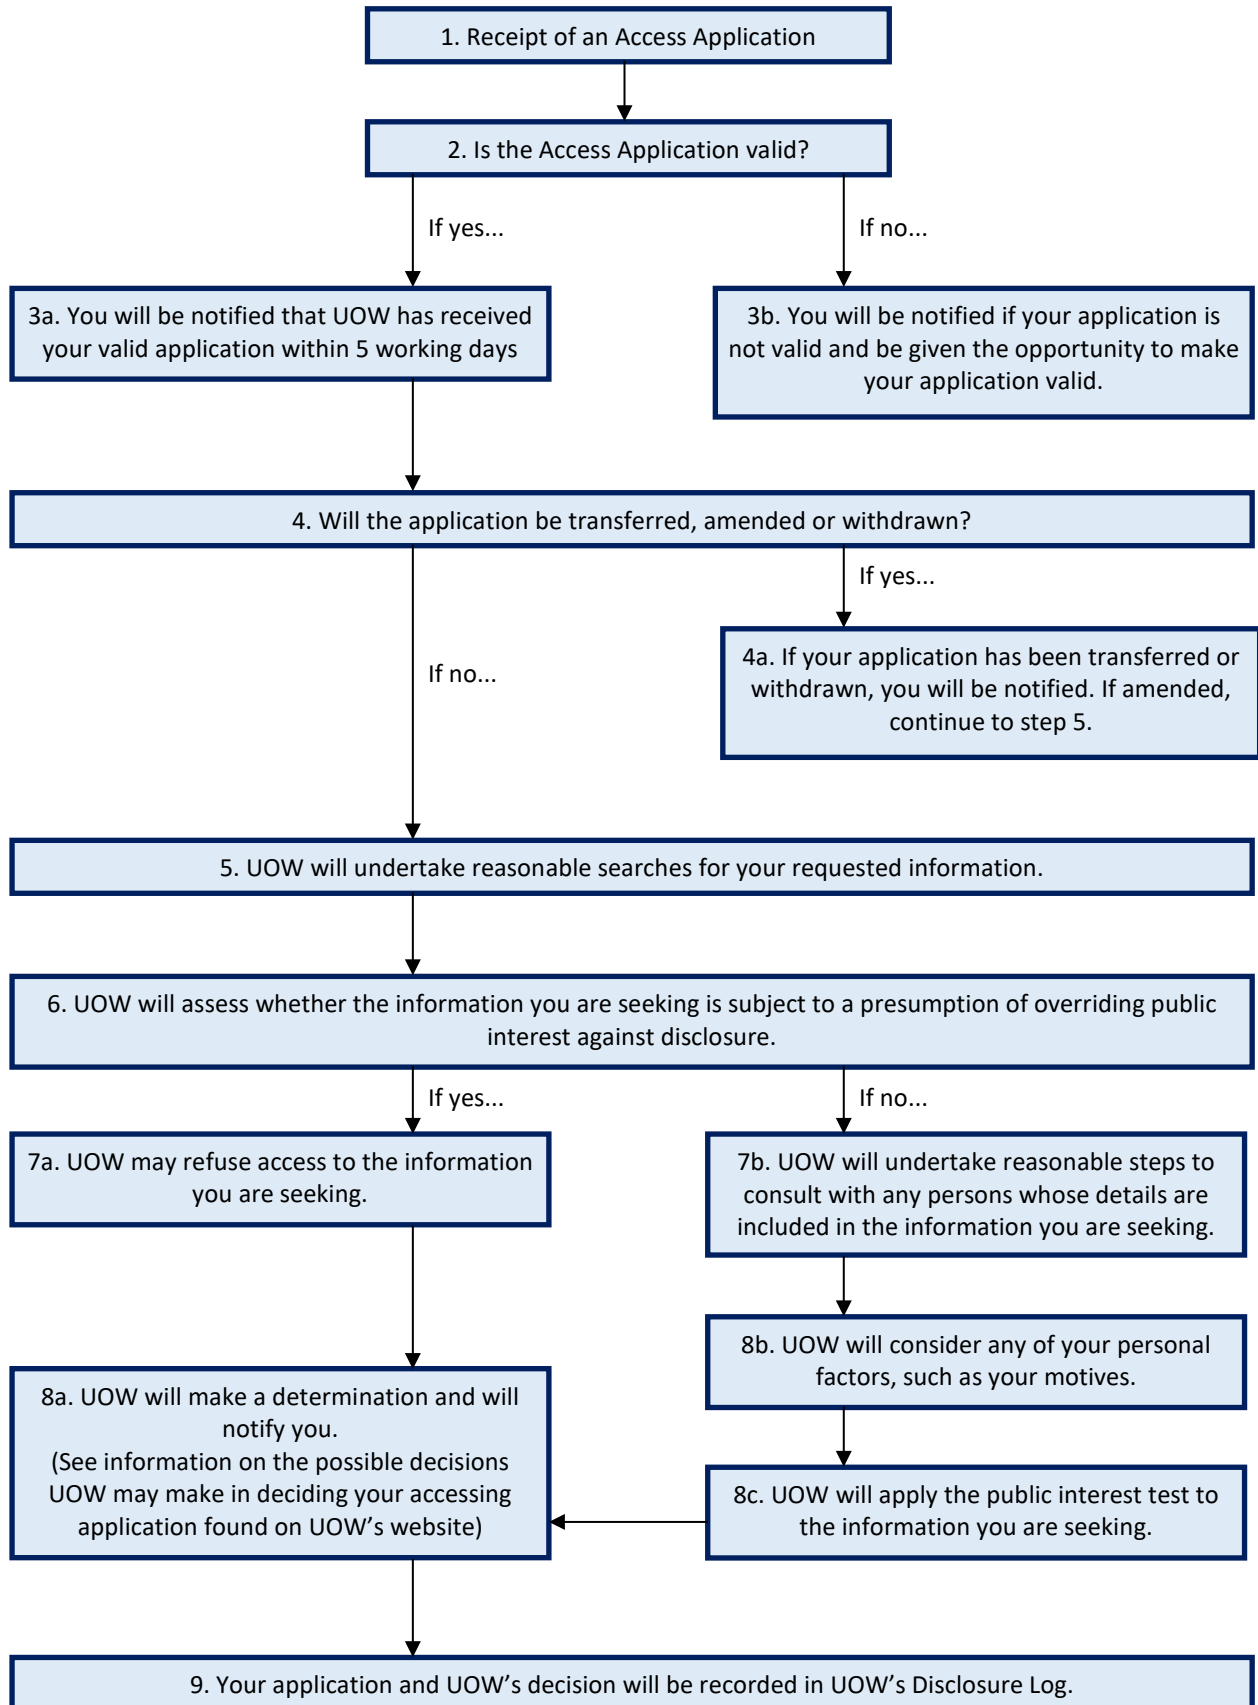 1. Receipt of an Access Application
2. Is the Access Application valid?
If yes...
If no...
3a. You will be notified that UOW has received
your valid application within 5 working days
3b. You will be notified if your application is
not valid and be given the opportunity to make
your application valid.
4. Will the application be transferred, amended or withdrawn?
If yes...
If no...
4a. If your application has been transferred or
withdrawn, you will be notified. If amended,
continue to step 5.
5. UOW will undertake reasonable searches for your requested information.
6. UOW will assess whether the information you are seeking is subject to a presumption of overriding public
interest against disclosure.
If yes...
If no...
7a. UOW may refuse access to the information
you are seeking.
7b. UOW will undertake reasonable steps to
consult with any persons whose details are
included in the information you are seeking.
8b. UOW will consider any of your personal
factors, such as your motives.
8a. UOW will make a determination and will
notify you.
(See information on the possible decisions
UOW may make in deciding your accessing
application found on UOW’s website)
8c. UOW will apply the public interest test to
the information you are seeking.
9. Your application and UOW’s decision will be recorded in UOW’s Disclosure Log.